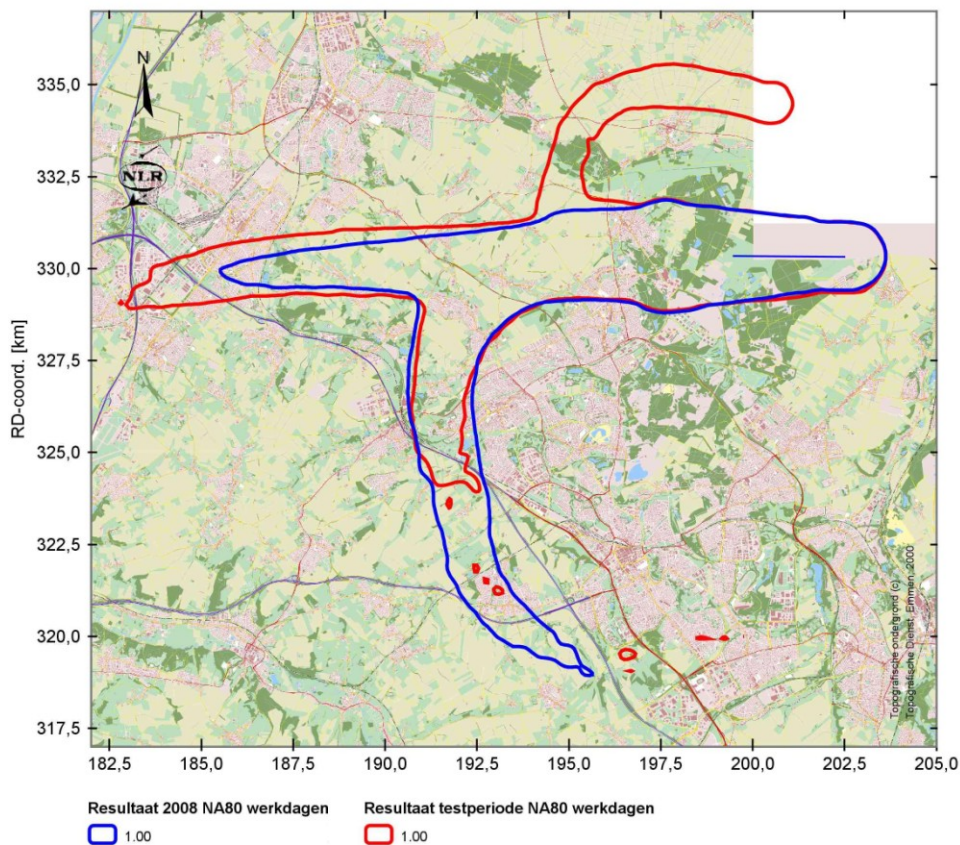 335,0
N
NLR
332,5
330,0
RD-coord. [km]
327,5
325,0
322,5
320,0
317,5
Topografische ondergrond (c)
Topografische Dienst, Emmen, 2000
182,5 185,0 187,5 190,0 192,5 195,0 197,5 200,0 202,5 205,0
Resultaat 2008 NA80 werkdagen Resultaat testperiode NA80 werkdagen
1.00 1.00